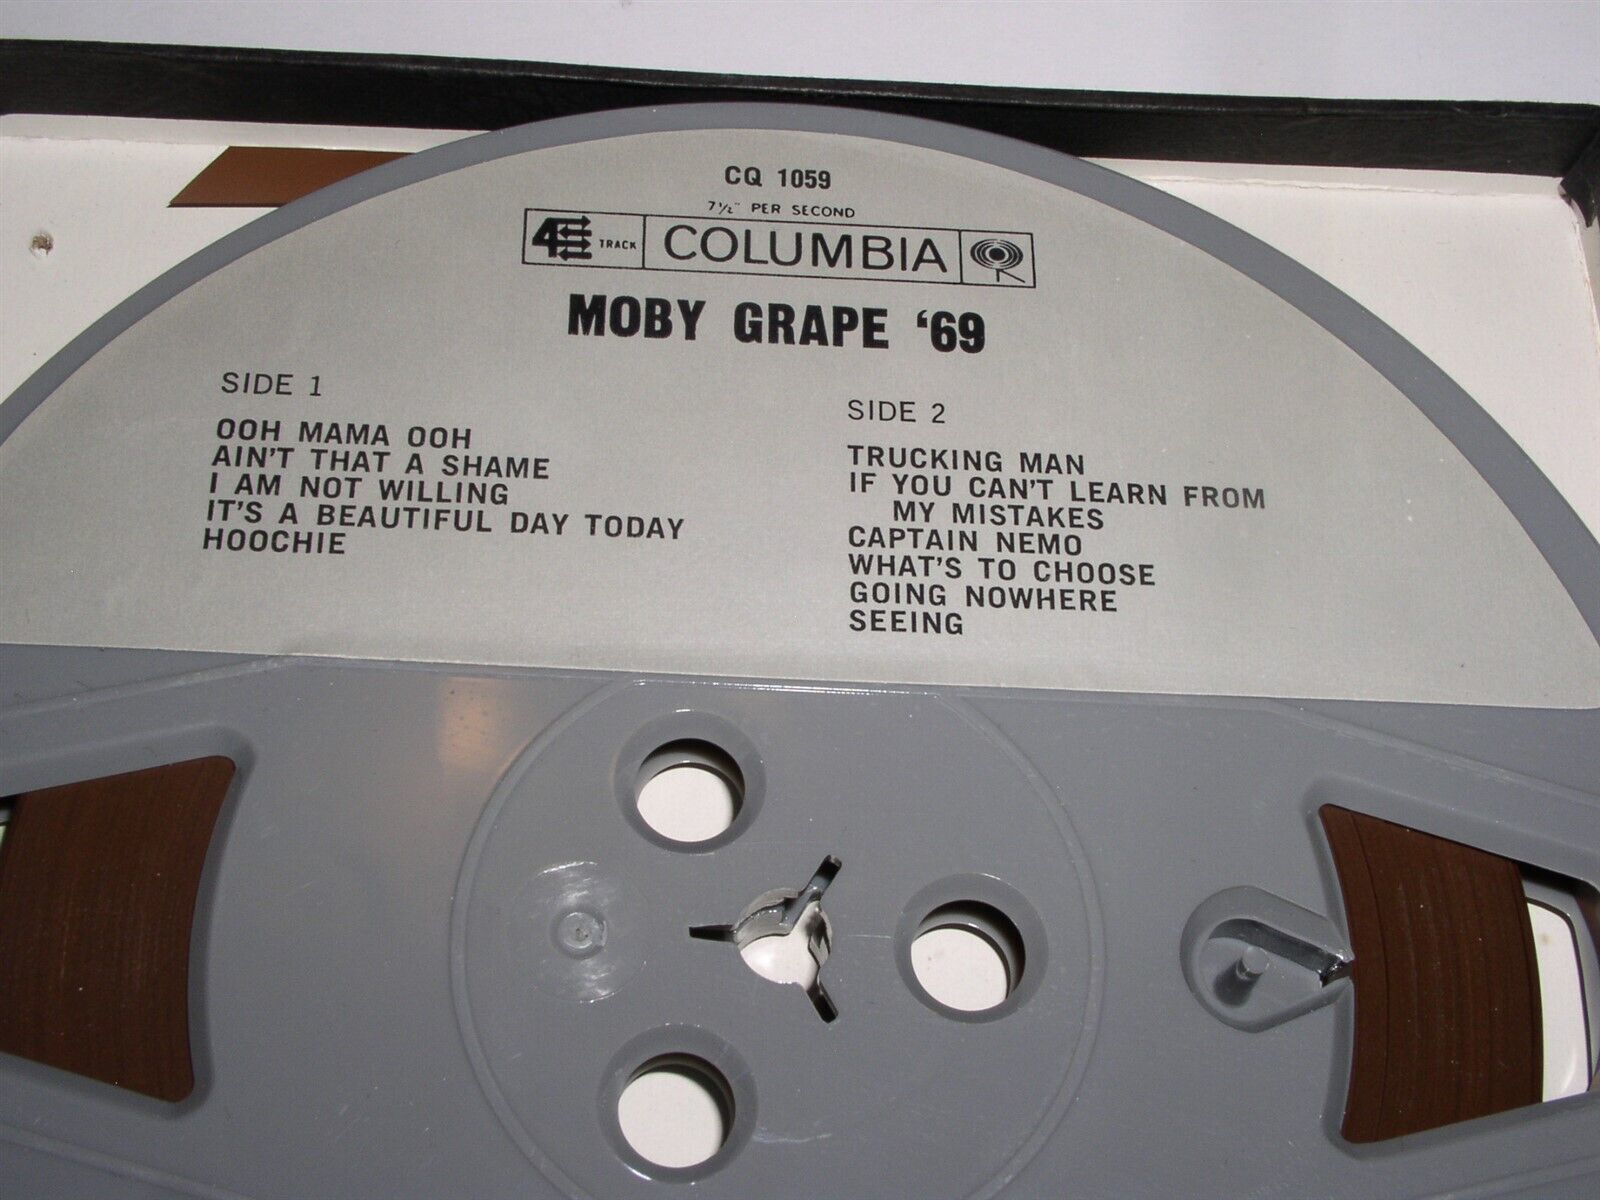 CQ 1059
7½" PER SECOND
4 TRACK COLUMBIA
MOBY GRAPE ‘69
SIDE 1
OOH MAMA OOH
AIN'T THAT A SHAME
I AM NOT WILLING
IT'S A BEAUTIFUL DAY TODAY
HOOCHIE
SIDE 2
TRUCKING MAN
IF YOU CAN'T LEARN FROM
MY MISTAKES
CAPTAIN NEMO
WHAT'S TO CHOOSE
GOING NOWHERE
SEEING